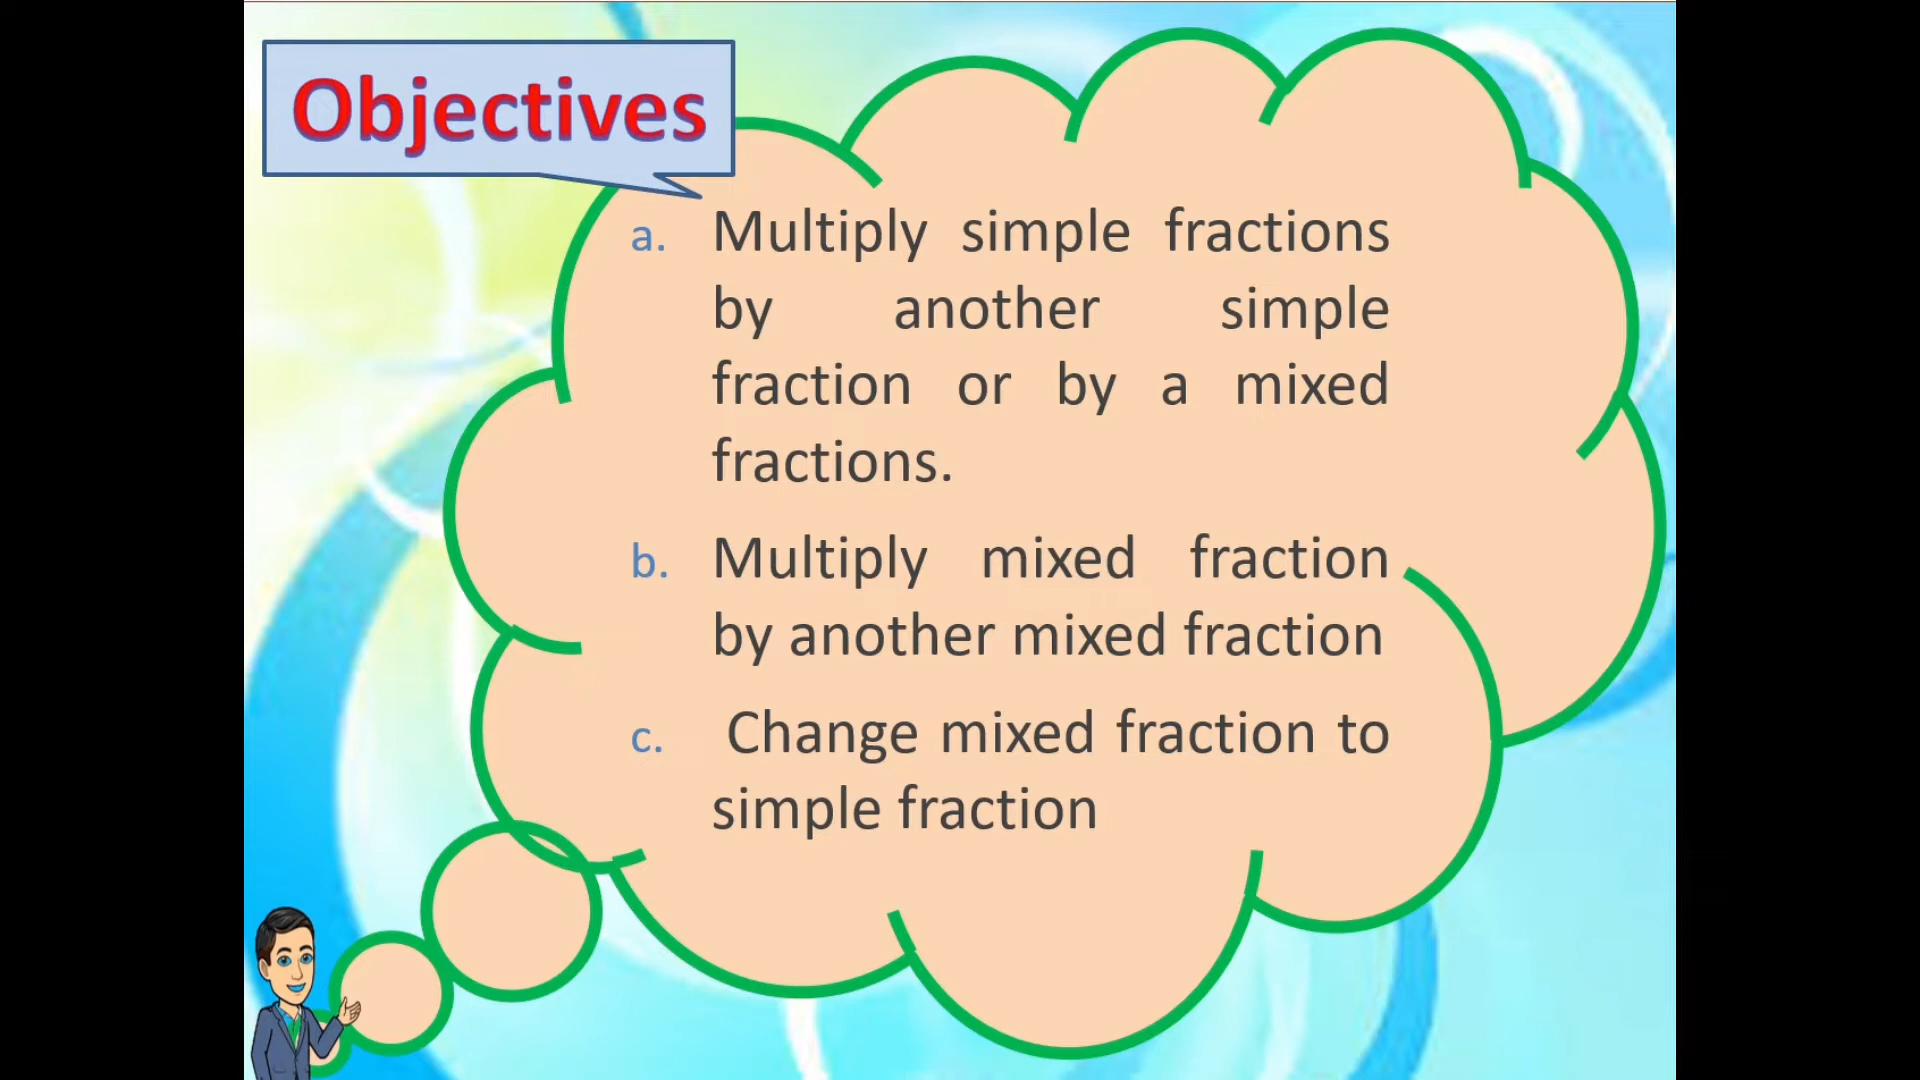 Objectives
a. Multiply simple fractions
by another simple
fraction or by a mixed
fractions.
b. Multiply mixed fraction
by another mixed fraction
c. Change mixed fraction to
simple fraction